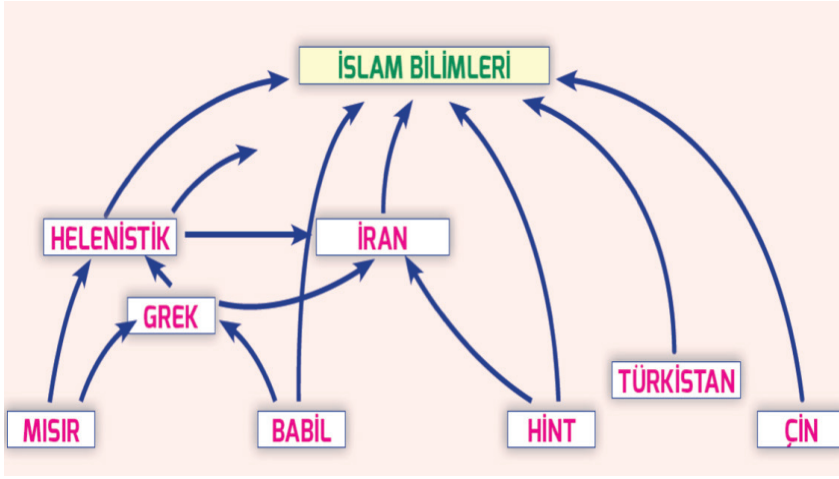 İSLAM BİLİMLERİ
HELENİSTİK
İRAN
GREK
TÜRKİSTAN
MISIR
BABİL
HİNT
ÇİN